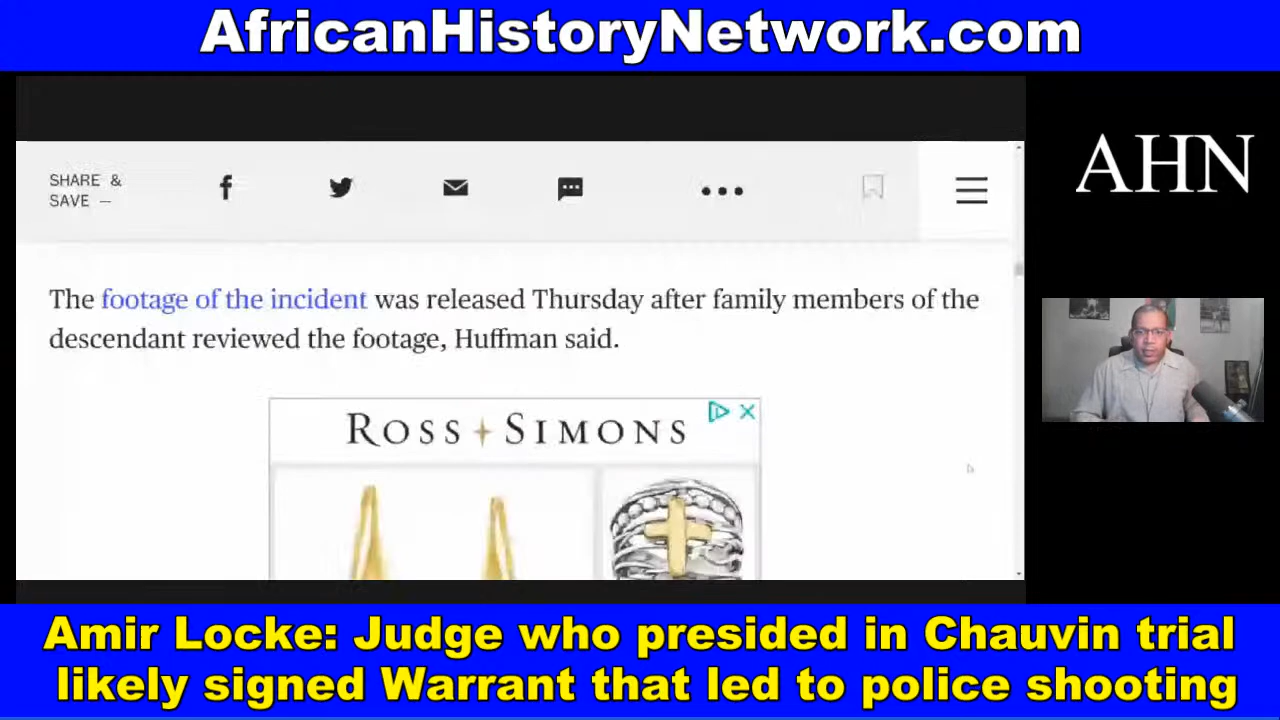 AfricanHistoryNetwork.com
SHARE &
SAVE —
AHN
The footage of the incident was released Thursday after family members of the
descendant reviewed the footage, Huffman said.
ROSS SIMONS
Amir Locke: Judge who presided in Chauvin trial
likely signed Warrant that led to police shooting